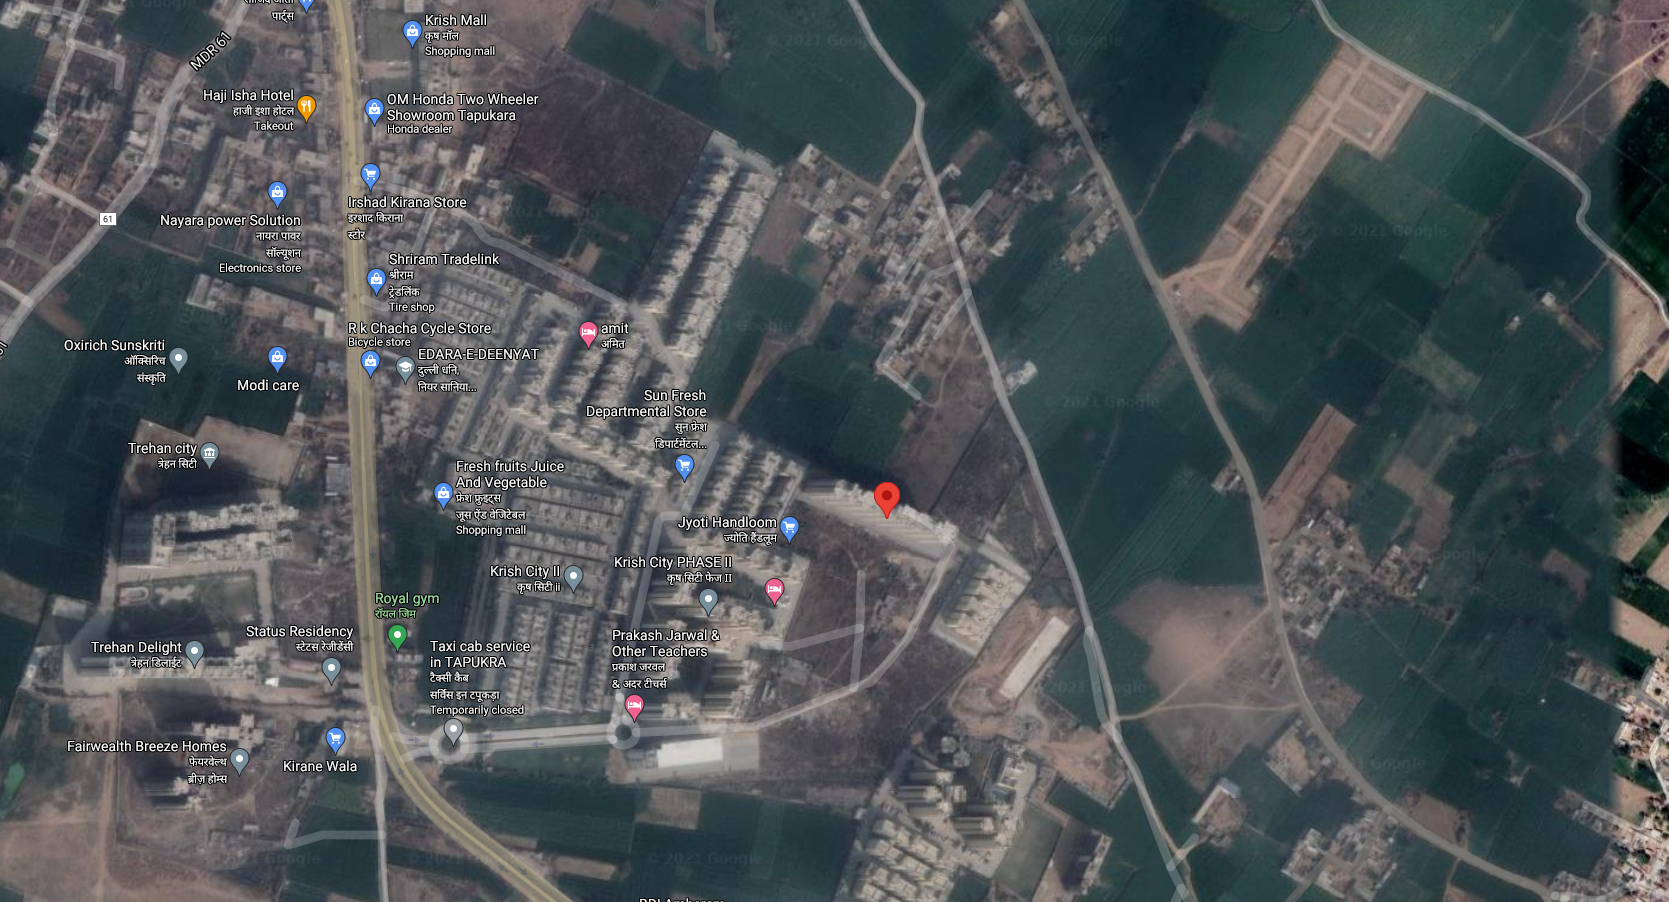 पार्ट्स
MDR 61
Krish Mall
कृष मॉल
Shopping mall
Haji Isha Hotel
हाजी इशा होटल
Takeout
OM Honda Two Wheeler
Showroom Tapukara
Honda dealer
Irshad Kirana Store
इरशाद किराना
स्टोर
61
Nayara power Solution
नायरा पावर
सॉल्यूशन
Electronics store
Shriram Tradelink
श्रीराम
ट्रेडलिंक
Tire shop
R k Chacha Cycle Store
Bicycle store
amit
अमित
Oxirich Sunskriti
ऑक्सिरिच
संस्कृति
Modi care
EDARA-E-DEENYAT
दुल्ली धनि,
नियर सानिया...
Sun Fresh
Departmental Store
सुन फ्रेश
डिपार्टमेंटल...
Trehan city
त्रेहन सिटी
Fresh fruits Juice
And Vegetable
फ्रेश फ्रुइट्स
जूस ऍंड वेजिटेबल
Shopping mall
Jyoti Handloom
ज्योति हैंडलूम
Krish City II
कृष सिटी ii
Krish City PHASE II
कृष सिटी फेज II
Royal gym
रॉयल जिम
Status Residency
स्टेटस रेजीडेंसी
Trehan Delight
त्रेहन डिलाईट
Taxi cab service
in TAPUKRA
टैक्सी कैब
सर्विस इन टपूकड़ा
Temporarily closed
Prakash Jarwal &
Other Teachers
प्रकाश जरवल
& अदर टीचर्स
Fairwealth Breeze Homes
फेयरवेल्थ
ब्रीज़ होम्स
Kirane Wala
© 2021 Google